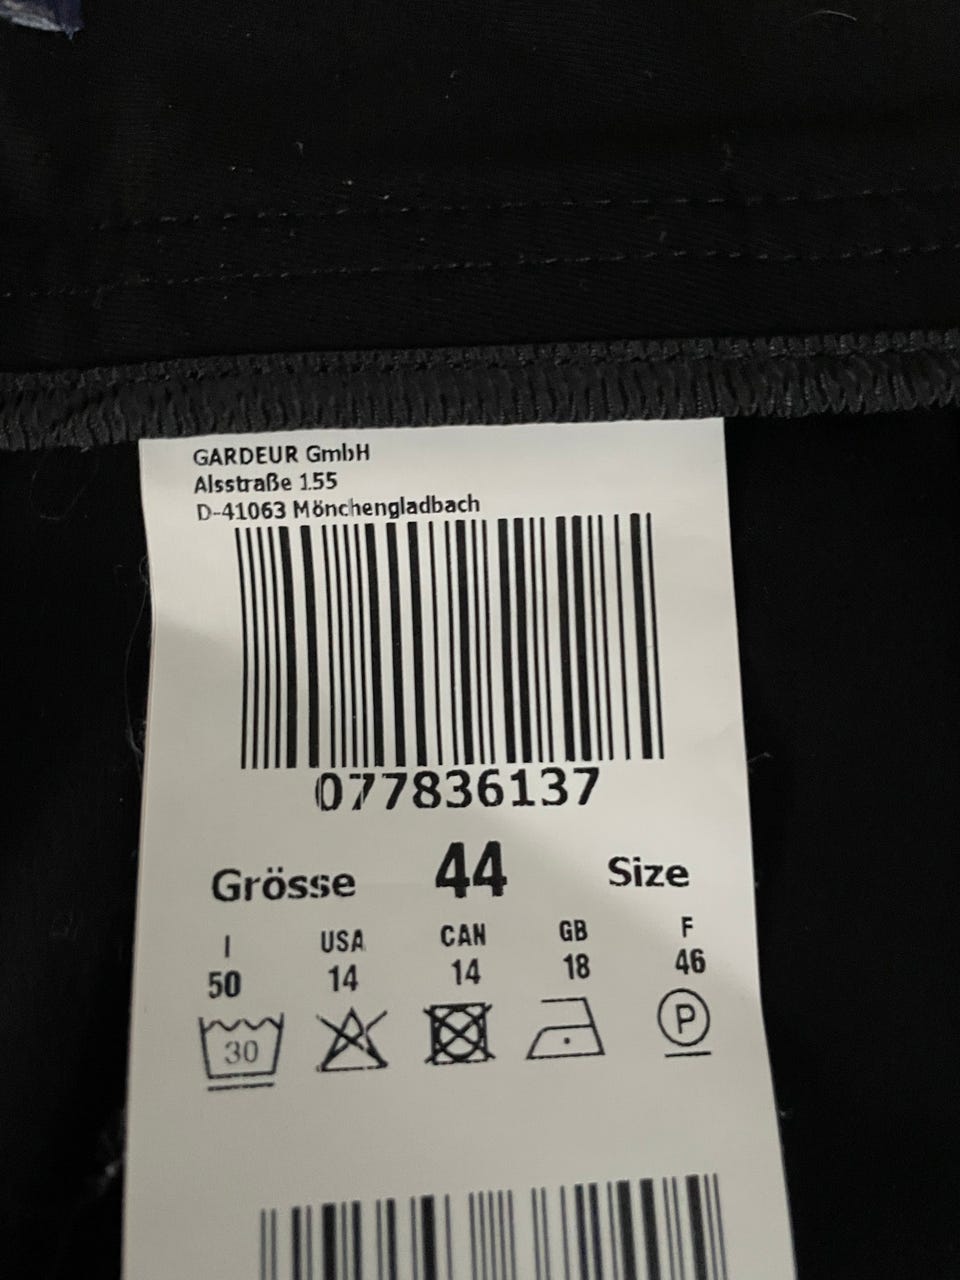 GARDEUR GmbH
Alsstraße 155
D-41063 Mönchengladbach
077836137
Grösse 44 Size
I USA CAN GB F
50 14 14 18 46
30 P